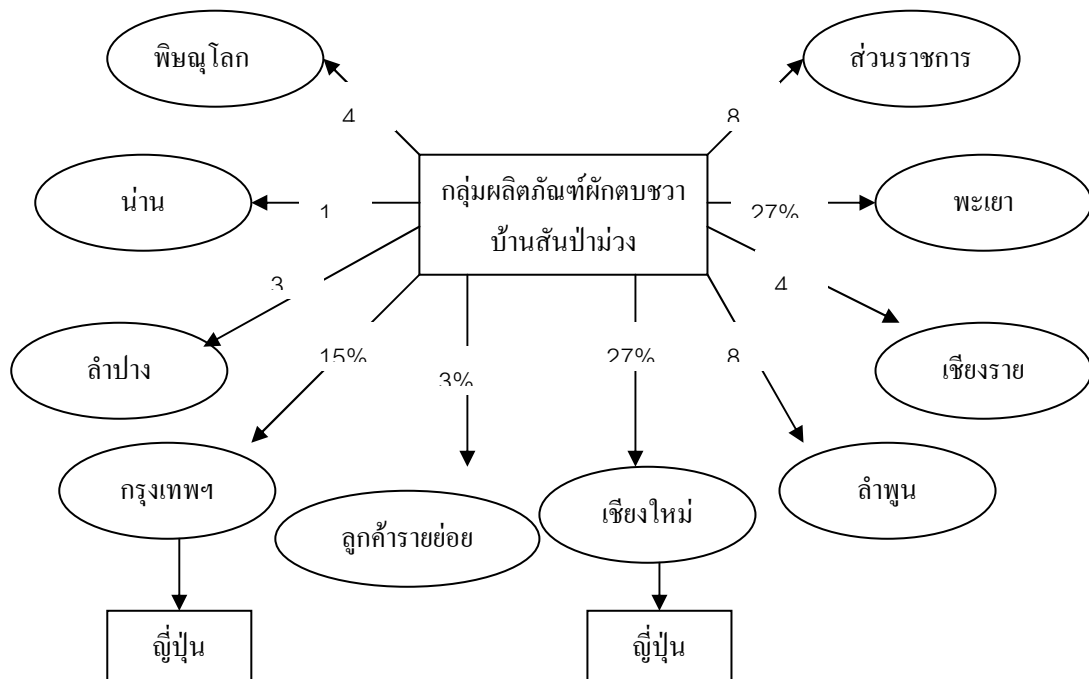 พิษณุโลก
ส่วนราชการ
4
8
กลุ่มผลิตภัณฑ์ผักตบชวา
บ้านสันป่าม่วง
น่าน
1
27%
พะเยา
3
4
ลำปาง
15%
3%
27%
8
เชียงราย
กรุงเทพฯ
ลูกค้ารายย่อย
เชียงใหม่
ลำพูน
ญี่ปุ่น
ญี่ปุ่น